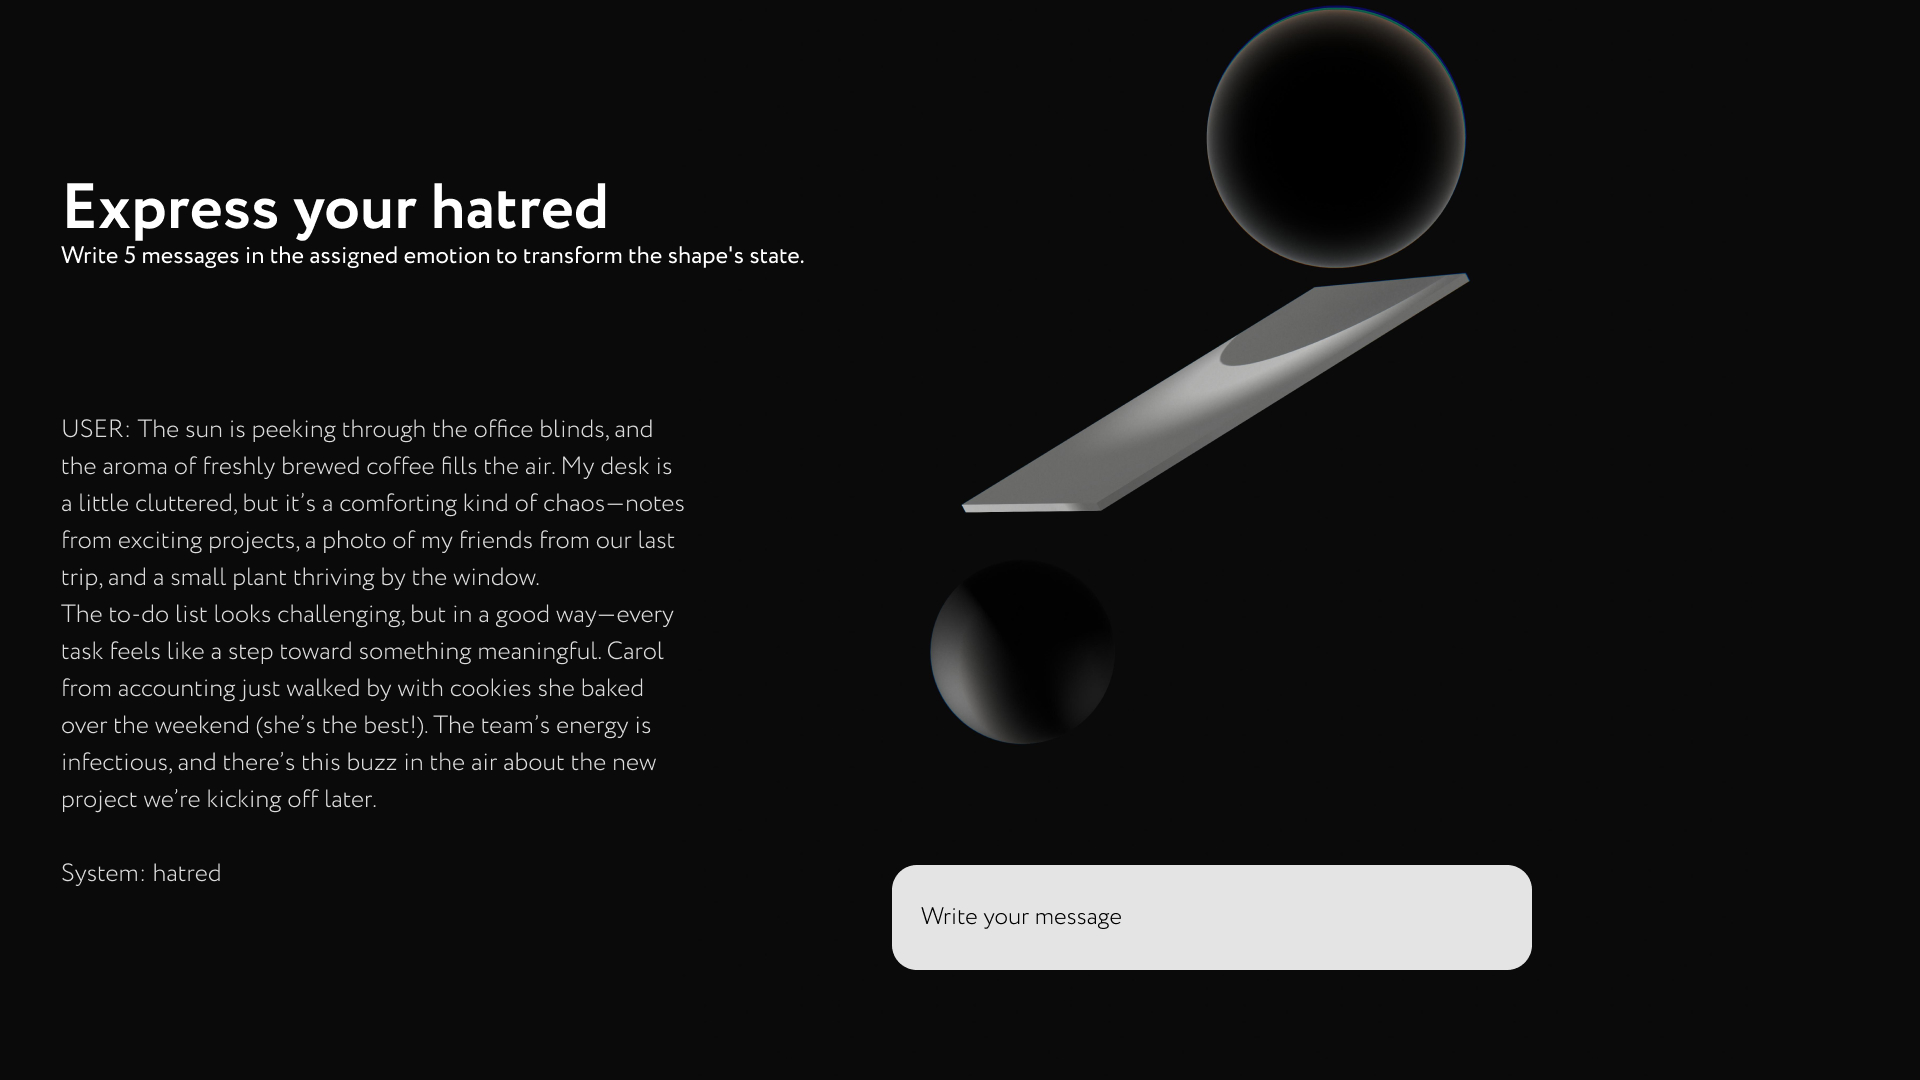 Express your hatred
Write 5 messages in the assigned emotion to transform the shape's state.
USER: The sun is peeking through the office blinds, and
the aroma of freshly brewed coffee fills the air. My desk is
a little cluttered, but it’s a comforting kind of chaos—notes
from exciting projects, a photo of my friends from our last
trip, and a small plant thriving by the window.
The to-do list looks challenging, but in a good way—every
task feels like a step toward something meaningful. Carol
from accounting just walked by with cookies she baked
over the weekend (she’s the best!). The team’s energy is
infectious, and there’s this buzz in the air about the new
project we’re kicking off later.
System: hatred
Write your message